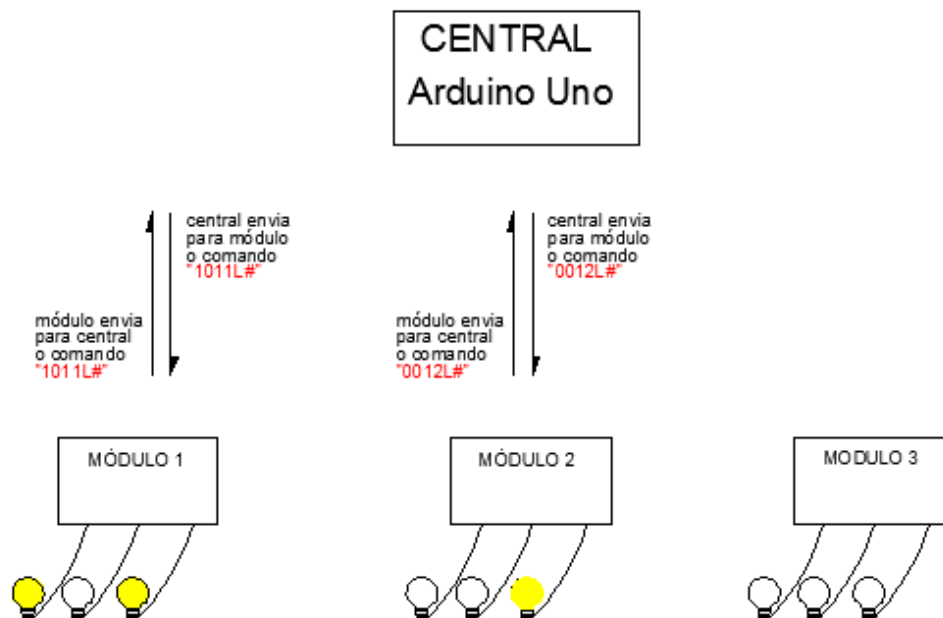 CENTRAL
Arduino Uno
central envia
para módulo
o comando
"1011L#"
módulo envia
para central
o comando
"1011L#"
central envia
para módulo
o comando
"0012L#"
módulo envia
para central
o comando
"0012L#"
MÓDULO 1
MÓDULO 2
MODULO 3